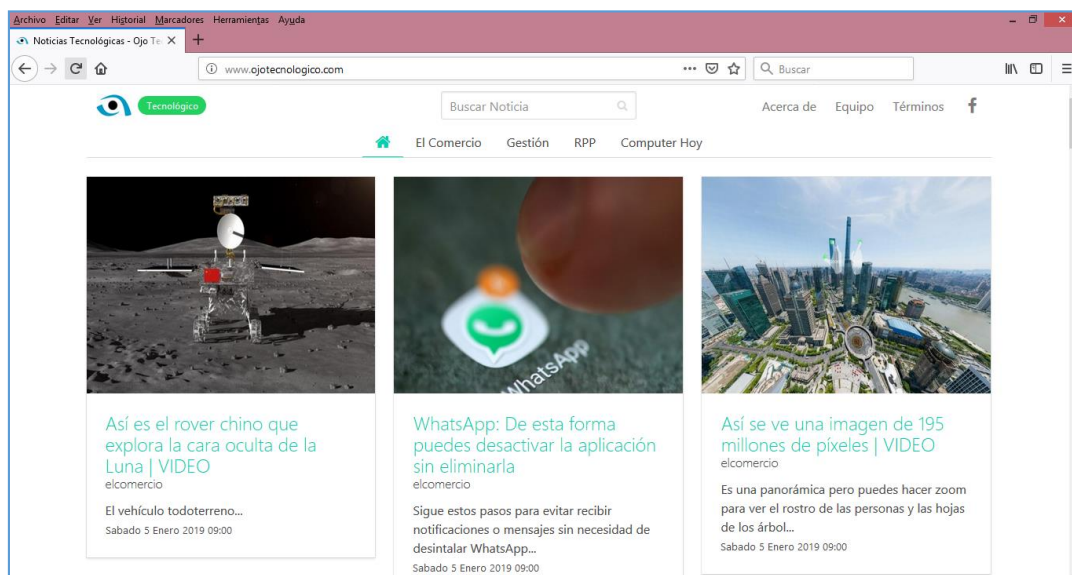 Archivo Editar Ver Historial Marcadores Herramientas Ayuda
Noticias Tecnológicas - Ojo Te
www.ojotecnologico.com
Buscar
Tecnológico
Buscar Noticia
Acerca de Equipo Términos f
El Comercio Gestión RPP Computer Hoy
WhatsApp
Así es el rover chino que
explora la cara oculta de la
Luna | VIDEO
elcomercio
El vehículo todoterreno...
Sabado 5 Enero 2019 09:00
WhatsApp: De esta forma
puedes desactivar la aplicación
sin eliminarla
elcomercio
Sigue estos pasos para evitar recibir
notificaciones o mensajes sin necesidad de
desintalar WhatsApp...
Sabado 5 Enero 2019 09:00
Así se ve una imagen de 195
millones de píxeles | VIDEO
elcomercio
Es una panorámica pero puedes hacer zoom
para ver el rostro de las personas y las hojas
de los árbol...
Sabado 5 Enero 2019 09:00